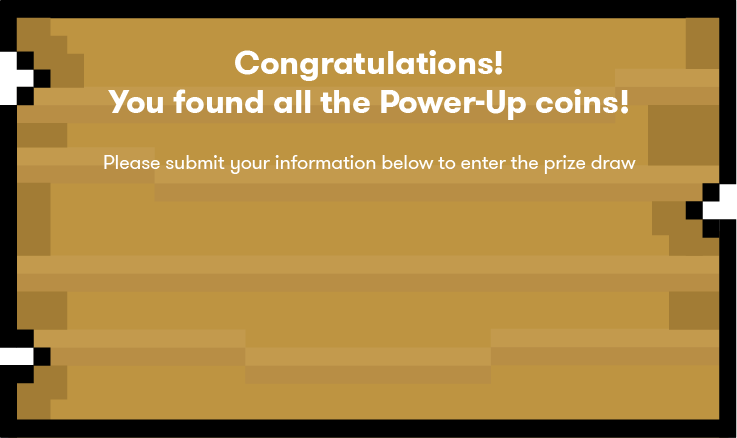 Congratulations!
You found all the Power-Up coins!
Please submit your information below to enter the prize draw